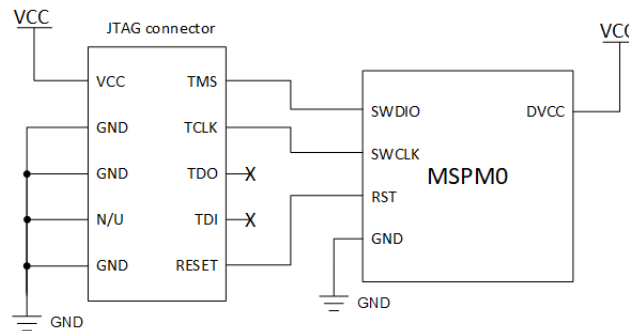 VCC
JTAG connector
VCC
VCC TMS
GND TCLK
GND TDO X
N/U TDI X
GND RESET
GND
SWDIO DVCC
SWCLK
MSPM0
RST
GND
GND